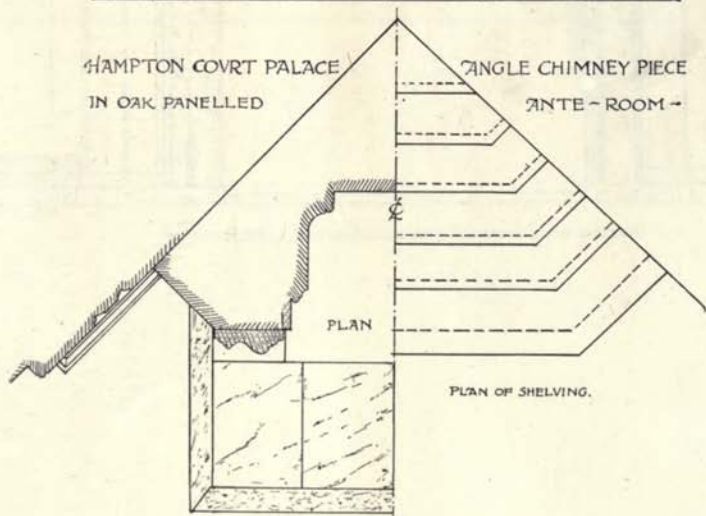 HAMPTON COVRT PALACE
IN OAK PANELLED
ANGLE CHIMNEY PIECE
ANTE-ROOM-
PLAN
PLAN OF SHELVING.